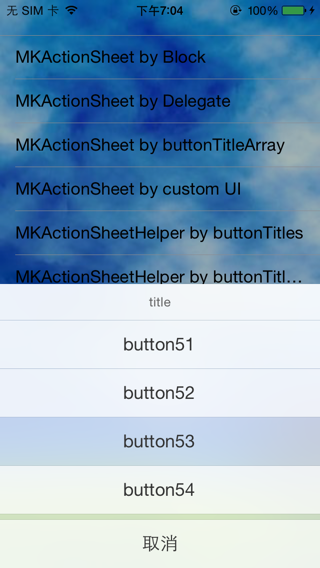 无 SIM 卡 下午7:04 100%
MKActionSheet by Block
MKActionSheet by Delegate
MKActionSheet by buttonTitleArray
MKActionSheet by custom UI
MKActionSheetHelper by buttonTitles
MKActionSheetHelper by buttonTitl...
title
button51
button52
button53
button54
取消